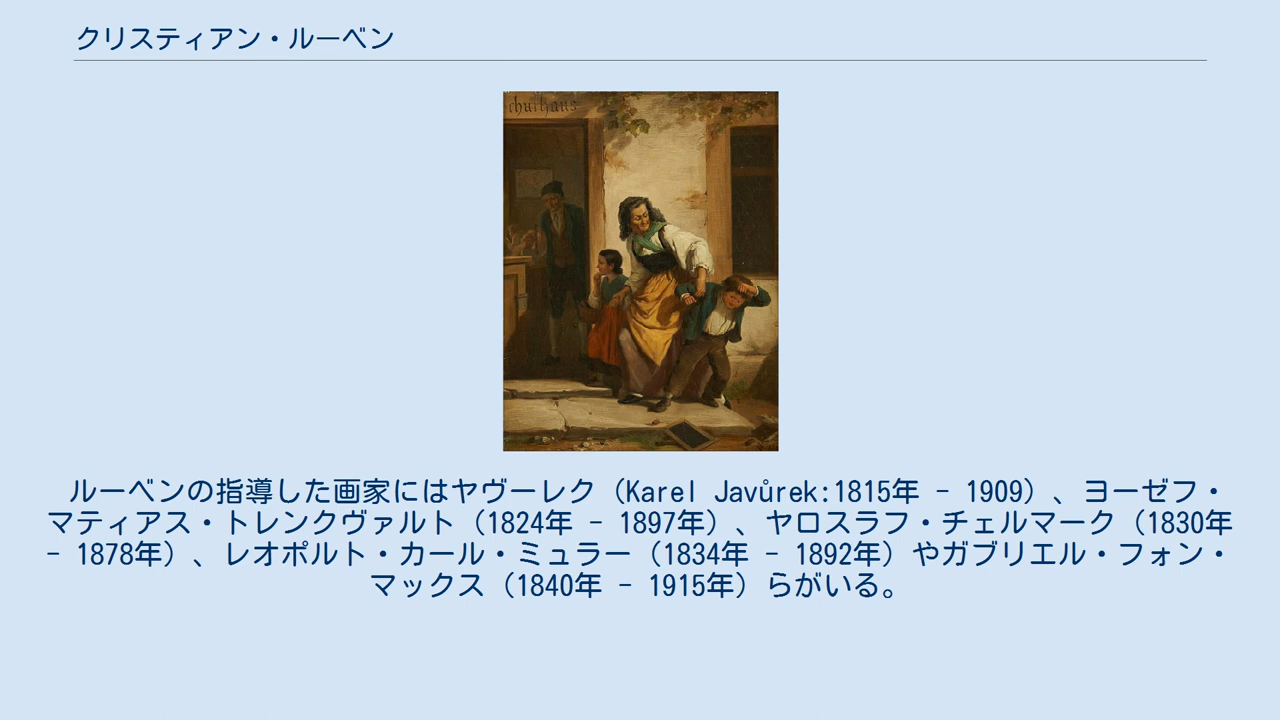 クリスティアン・ルーベン
chulhaus
ルーベンの指導した画家にはヤヴーレク（Karel Javůrek:1815年 - 1909）、ヨーゼフ・
マティアス・トレンクヴァルト（1824年 - 1897年）、ヤロスラフ・チェルマーク（1830年
- 1878年）、レオポルト・カール・ミュラー（1834年 - 1892年）やガブリエル・フォン・
マックス（1840年 - 1915年）らがいる。